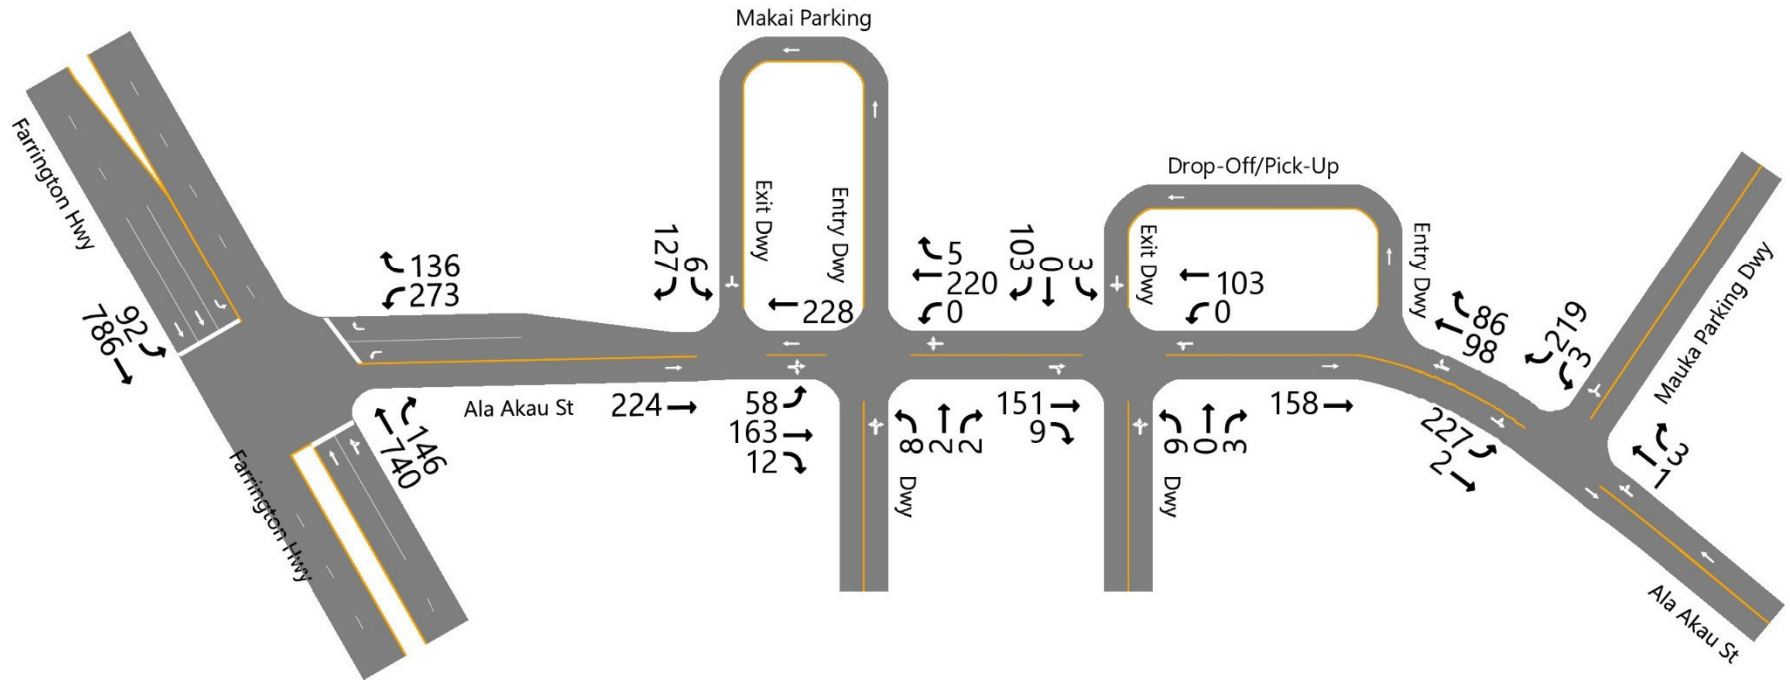 Makai Parking
Drop-Off/Pick-Up
Farrington Hwy
92
786
136
273
127
6
Exit Dwy
Entry Dwy
228
5
220
0
103
0
3
Exit Dwy
103
0
Entry Dwy
86
98
219
3
Mauka Parking Dwy
Ala Akau St
224
58
163
12
8
2
2
Dwy
151
9
6
0
3
Dwy
158
227
2
3
1
Ala Akau St
146
740
Farrington Hwy